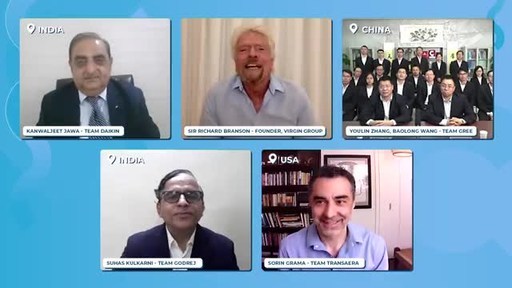 INDIA
CHINA
KANWALJEET JAWA - TEAM DAIKIN
SIR RICHARD BRANSON - FOUNDER, VIRGIN GROUP
YOULIN ZHANG, BAOLONG WANG - TEAM GREE
INDIA
USA
SUHAS KULKARNI - TEAM GODREJ
SORIN GRAMA - TEAM TRANSAERA